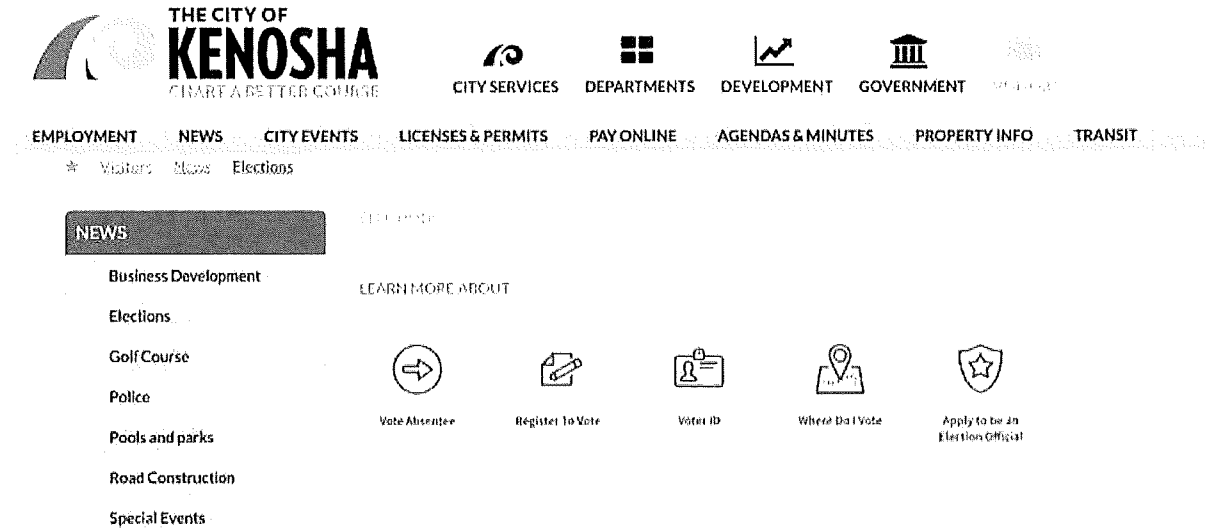 THE CITY OF
KENOSHA
CHART A BETTER COURSE
CITY SERVICES
DEPARTMENTS
DEVELOPMENT
GOVERNMENT
EMPLOYMENT NEWS CITY EVENTS LICENSES & PERMITS PAY ONLINE AGENDAS & MINUTES PROPERTY INFO TRANSIT
Visitors News Elections
NEWS
Business Development
Elections
Golf Course
Police
Pools and parks
Road Construction
Special Events
LEARN MORE ABOUT
Vote Absentee
Register To Vote
Voter ID
Where Do I Vote
Apply to be an
Election Official